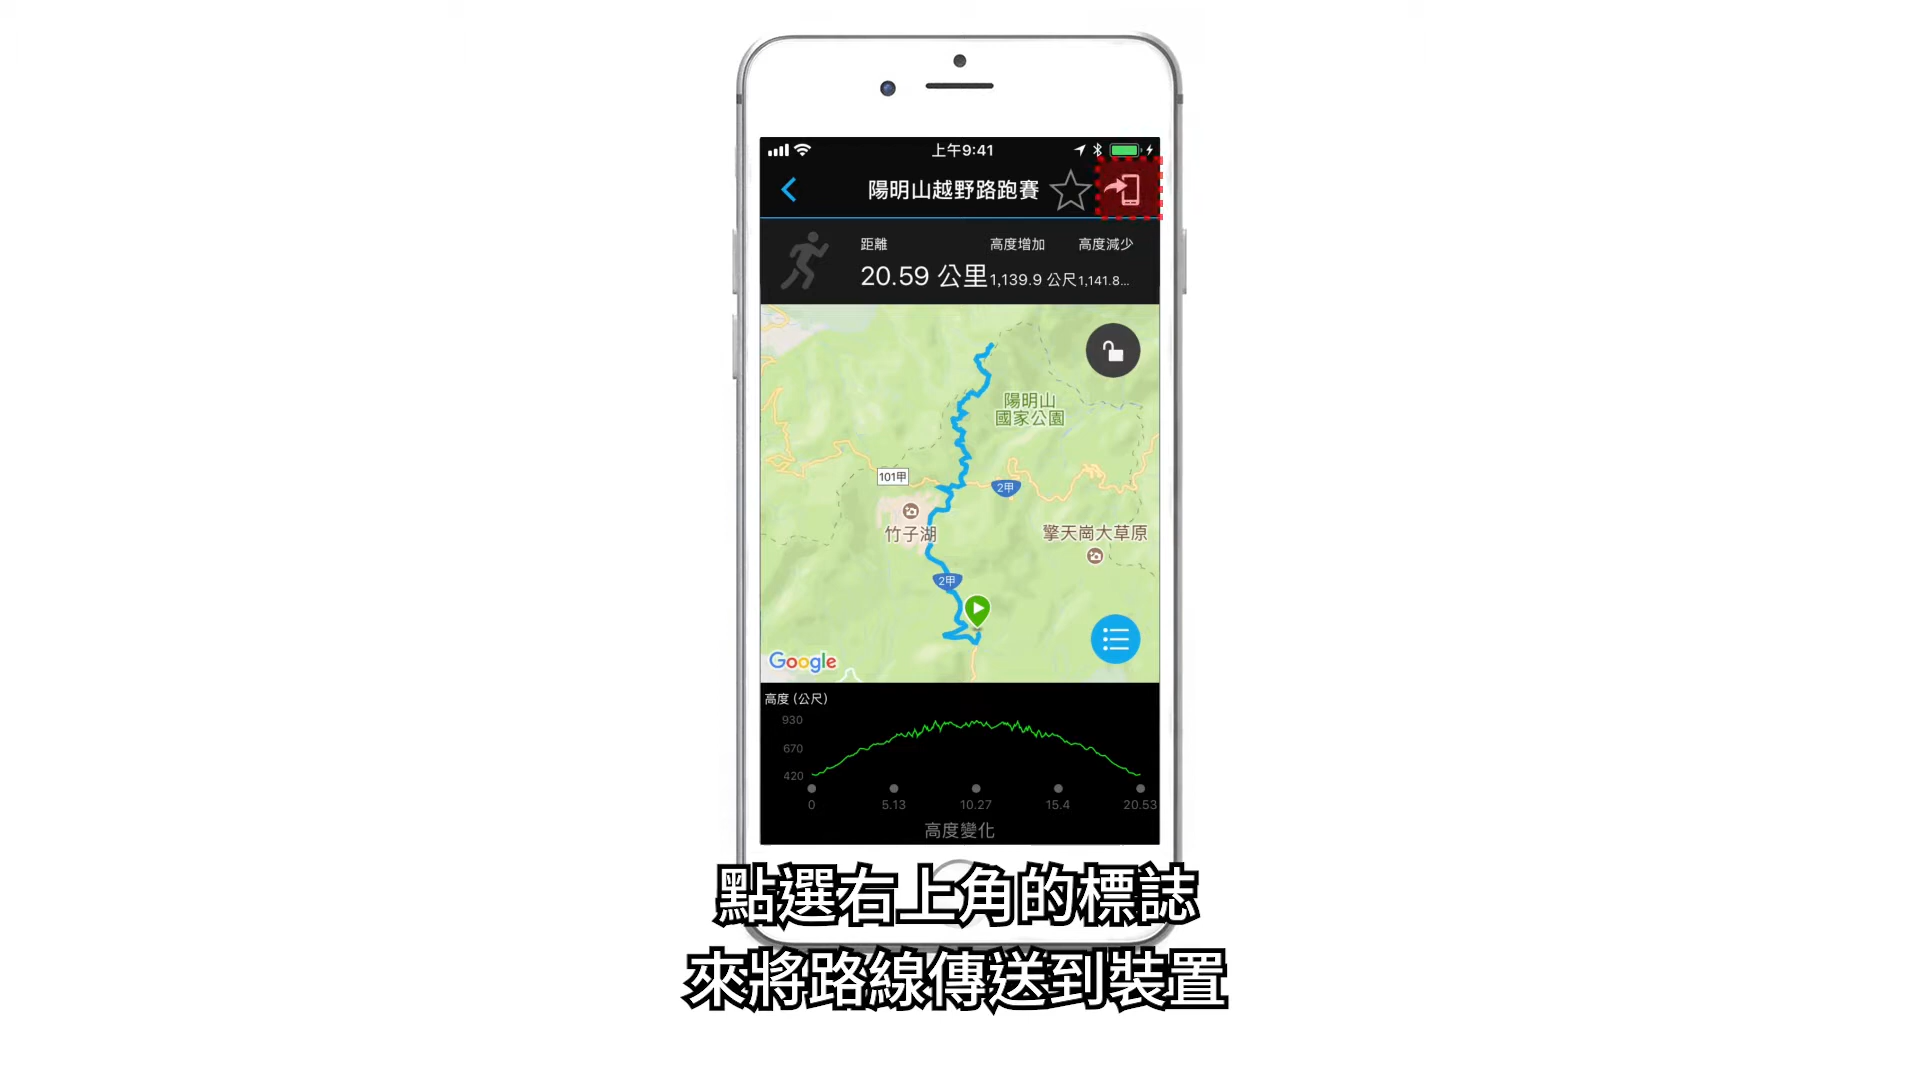 上午9:41
陽明山越野路跑賽
距離 高度增加 高度減少
20.59 公里 1,139.9 公尺 1,141.8...
陽明山
國家公園
101甲
2甲
竹子湖
擎天崗大草原
2甲
Google
高度 (公尺)
930
670
420
0 5.13 10.27 15.4 20.53
高度變化
點選右上角的標誌
來將路線傳送到裝置